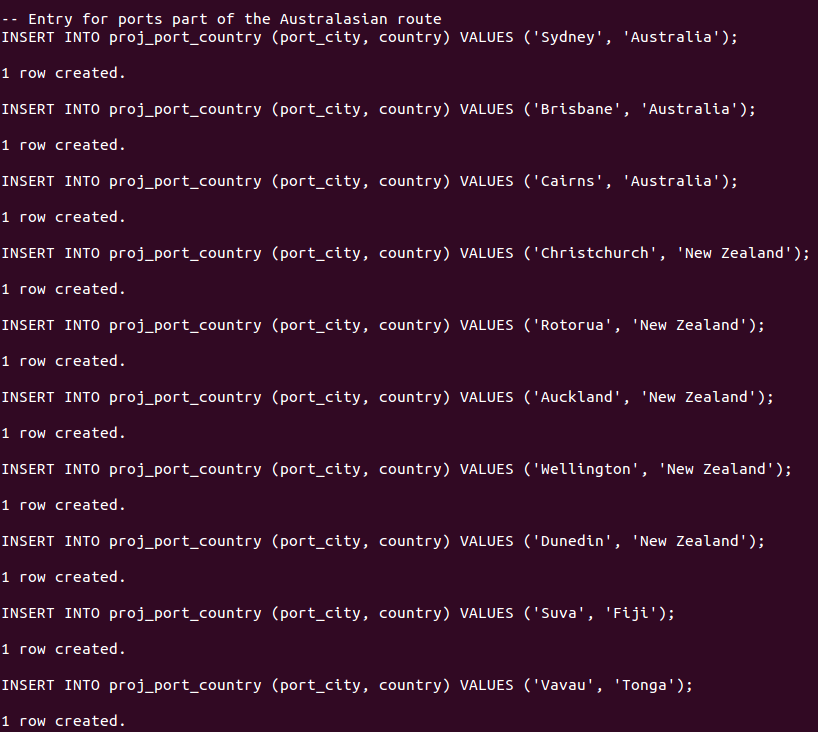 -- Entry for ports part of the Australasian route
INSERT INTO proj_port_country (port_city, country) VALUES ('Sydney', 'Australia');
1 row created.
INSERT INTO proj_port_country (port_city, country) VALUES ('Brisbane', 'Australia');
1 row created.
INSERT INTO proj_port_country (port_city, country) VALUES ('Cairns', 'Australia');
1 row created.
INSERT INTO proj_port_country (port_city, country) VALUES ('Christchurch', 'New Zealand');
1 row created.
INSERT INTO proj_port_country (port_city, country) VALUES ('Rotorua', 'New Zealand');
1 row created.
INSERT INTO proj_port_country (port_city, country) VALUES ('Auckland', 'New Zealand');
1 row created.
INSERT INTO proj_port_country (port_city, country) VALUES ('Wellington', 'New Zealand');
1 row created.
INSERT INTO proj_port_country (port_city, country) VALUES ('Dunedin', 'New Zealand');
1 row created.
INSERT INTO proj_port_country (port_city, country) VALUES ('Suva', 'Fiji');
1 row created.
INSERT INTO proj_port_country (port_city, country) VALUES ('Vavau', 'Tonga');
1 row created.